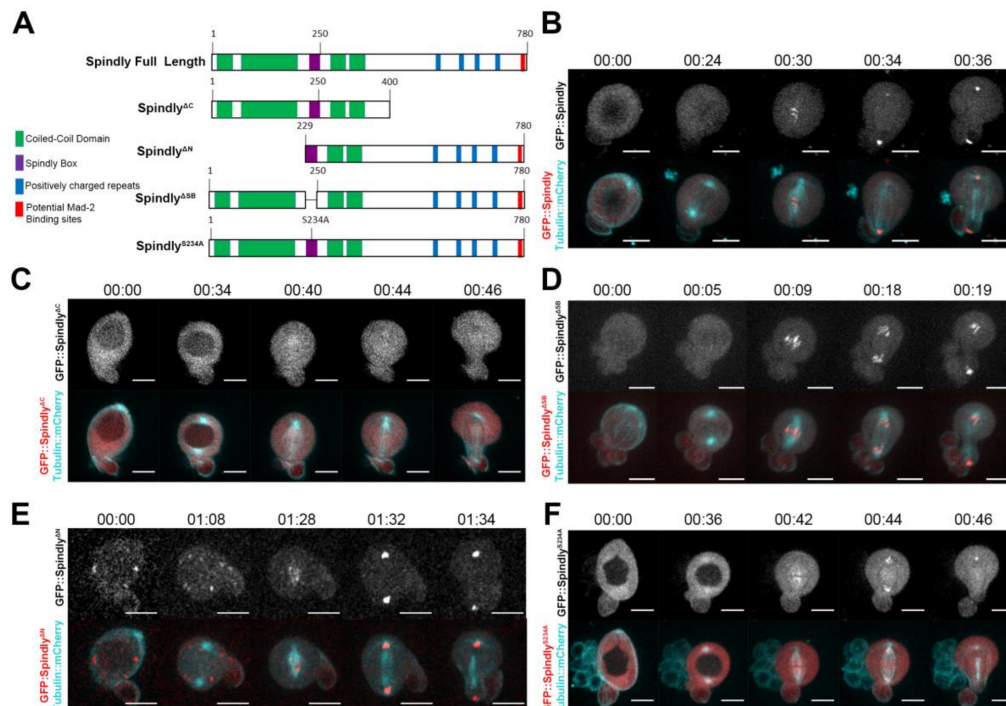 A
1 250 780
Spindly Full Length
1 250 400
SpindlyΔC
229 780
SpindlyΔN
1 250 780
SpindlyΔSB
1 S234A 780
SpindlyS234A
Coiled-Coil Domain
Spindly Box
Positively charged repeats
Potential Mad-2
Binding sites
B
00:00 00:24 00:30 00:34 00:36
GFP::Spindly
GFP::Spindly
Tubulin::mCherry
C
00:00 00:34 00:40 00:44 00:46
GFP::SpindlyΔC
GFP::SpindlyΔC
Tubulin::mCherry
D
00:00 00:05 00:09 00:18 00:19
GFP::SpindlyΔSB
GFP::SpindlyΔSB
Tubulin::mCherry
E
00:00 01:08 01:28 01:32 01:34
GFP::SpindlyΔN
GFP:SpindlyΔN
Tubulin::mCherry
F
00:00 00:36 00:42 00:44 00:46
GFP::SpindlyS234A
GFP::SpindlyS234A
Tubulin::mCherry